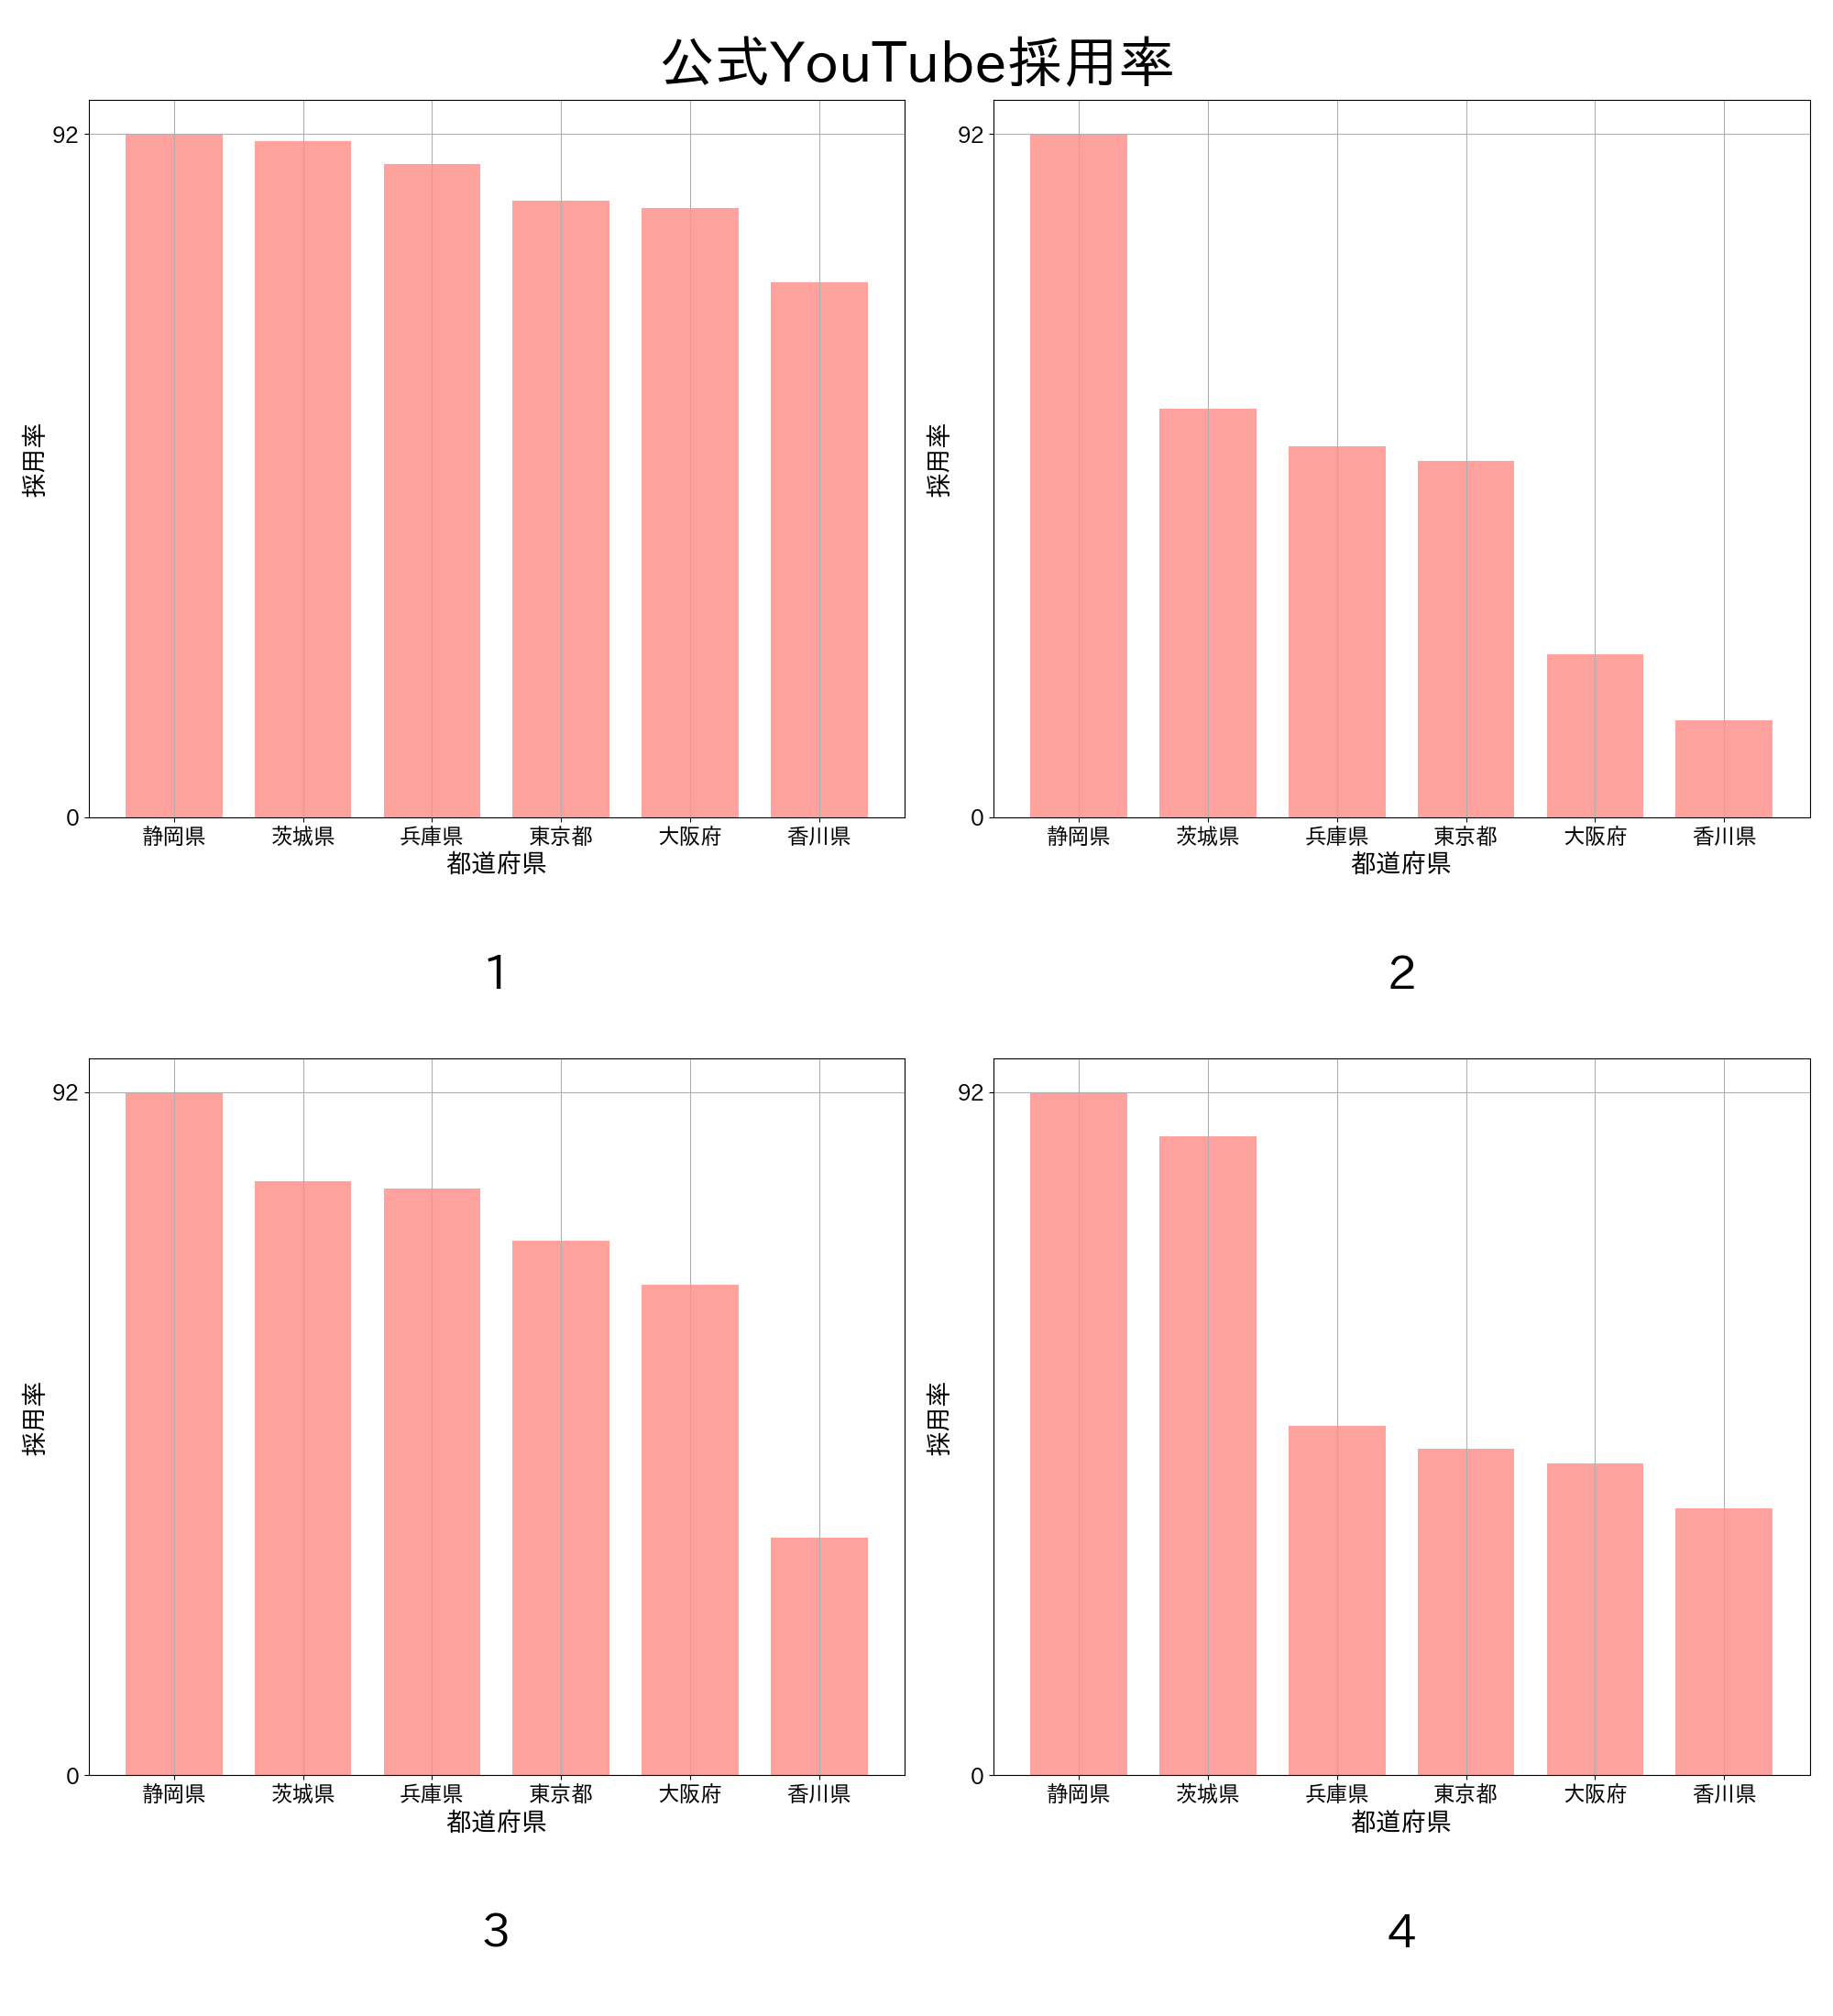 公式YouTube採用率
92
0
採用率
静岡県 茨城県 兵庫県 東京都 大阪府 香川県
都道府県
1
92
0
採用率
静岡県 茨城県 兵庫県 東京都 大阪府 香川県
都道府県
2
92
0
採用率
静岡県 茨城県 兵庫県 東京都 大阪府 香川県
都道府県
3
92
0
採用率
静岡県 茨城県 兵庫県 東京都 大阪府 香川県
都道府県
4